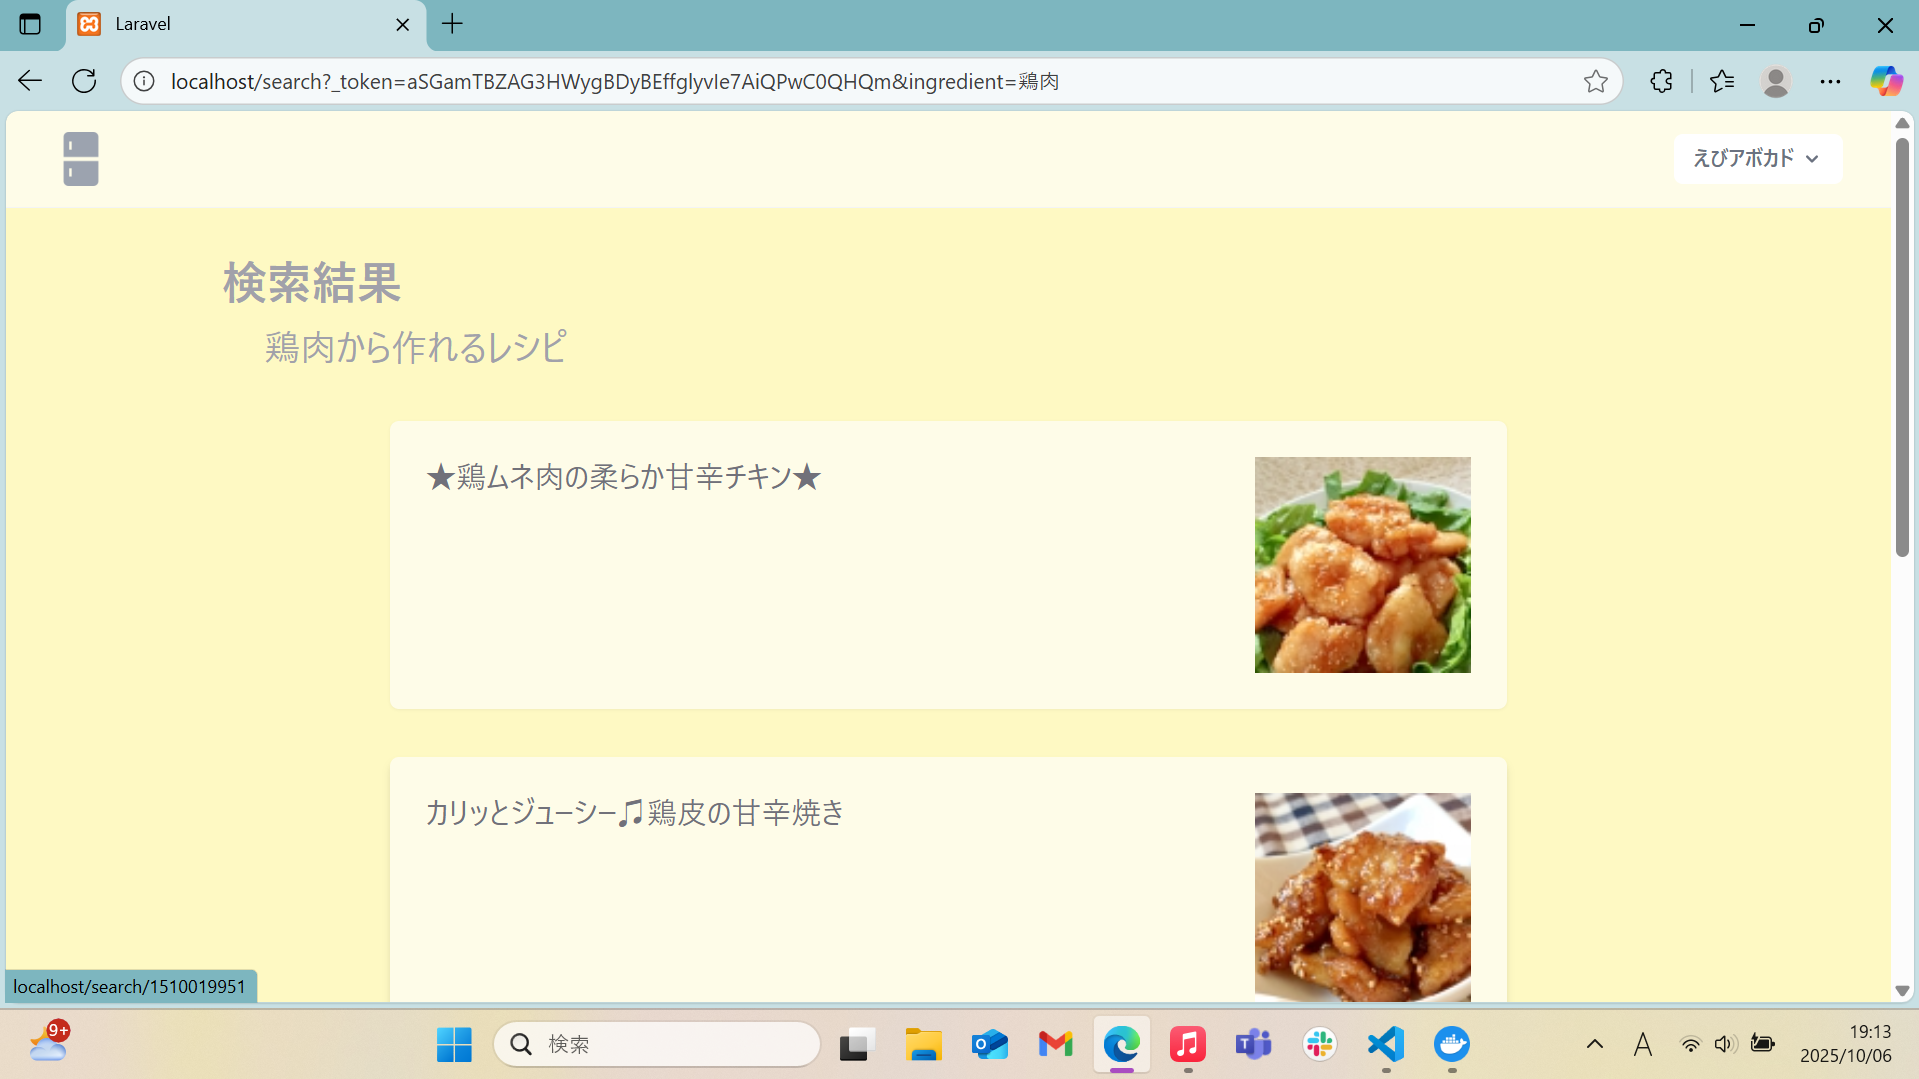 Laravel
localhost/search?_token=aSGamTBZAG3HWygBDyBEffglyvIe7AiQPwC0QHQm&ingredient=鶏肉
えびアボカド
検索結果
鶏肉から作れるレシピ
★鶏ムネ肉の柔らか甘辛チキン★
カリッとジューシー♫鶏皮の甘辛焼き
localhost/search/1510019951
9+
検索
A
19:13
2025/10/06